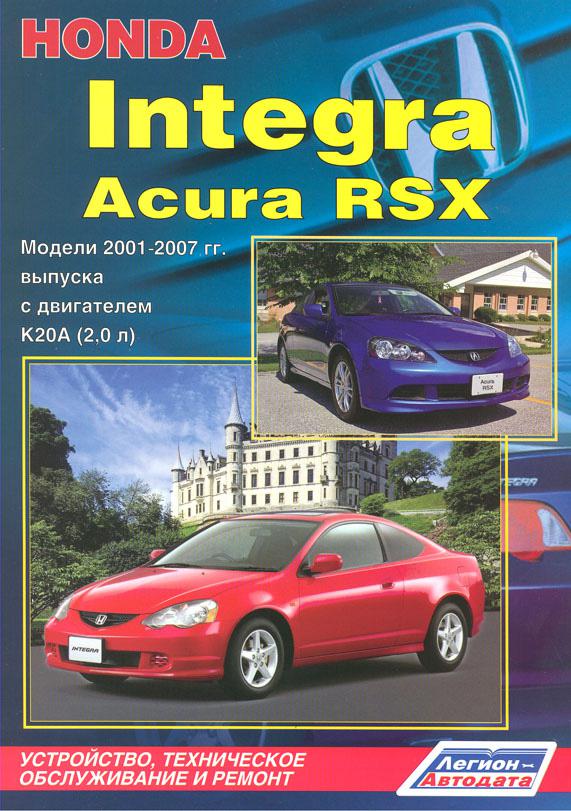 HONDA
Integra
Acura RSX
Модели 2001-2007 гг.
выпуска
с двигателем
K20A (2,0 л)
Acura
RSX
INTEGRA
INTEGRA
УСТРОЙСТВО, ТЕХНИЧЕСКОЕ
ОБСЛУЖИВАНИЕ И РЕМОНТ
Легион-
Автодата